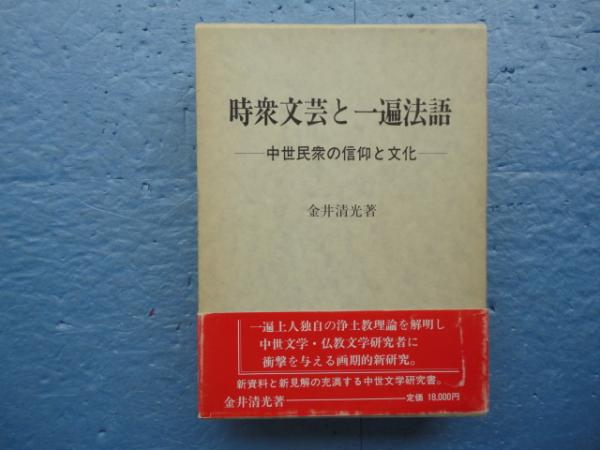 時衆文芸と一遍法語
―中世民衆の信仰と文化―
金井清光著
一遍上人独自の浄土教理論を解明し
中世文学・仏教文学研究者に
衝撃を与える画期的新研究。
新資料と新見解の充満する中世文学研究書。
金井清光著―定価 18,000円